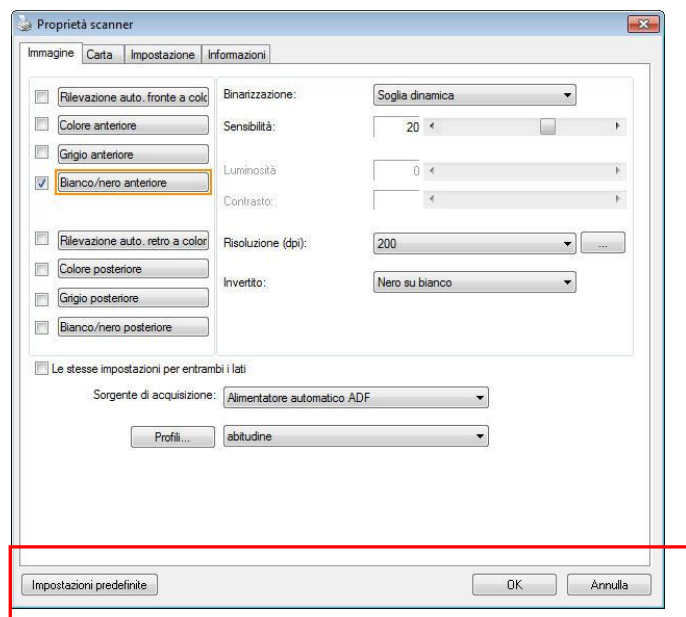 Proprietà scanner
Immagine Carta Impostazione Informazioni
Rilevazione auto. fronte a colo
Colore anteriore
Grigio anteriore
Bianco/nero anteriore
Rilevazione auto. retro a color
Colore posteriore
Grigio posteriore
Bianco/nero posteriore
Binarizzazione: Soglia dinamica
Sensibilità: 20
Luminosità 0
Contrasto:
Risoluzione (dpi): 200 ...
Invertito: Nero su bianco
Le stesse impostazioni per entrambi i lati
Sorgente di acquisizione: Alimentatore automatico ADF
Profili... abitudine
Impostazioni predefinite OK Annulla